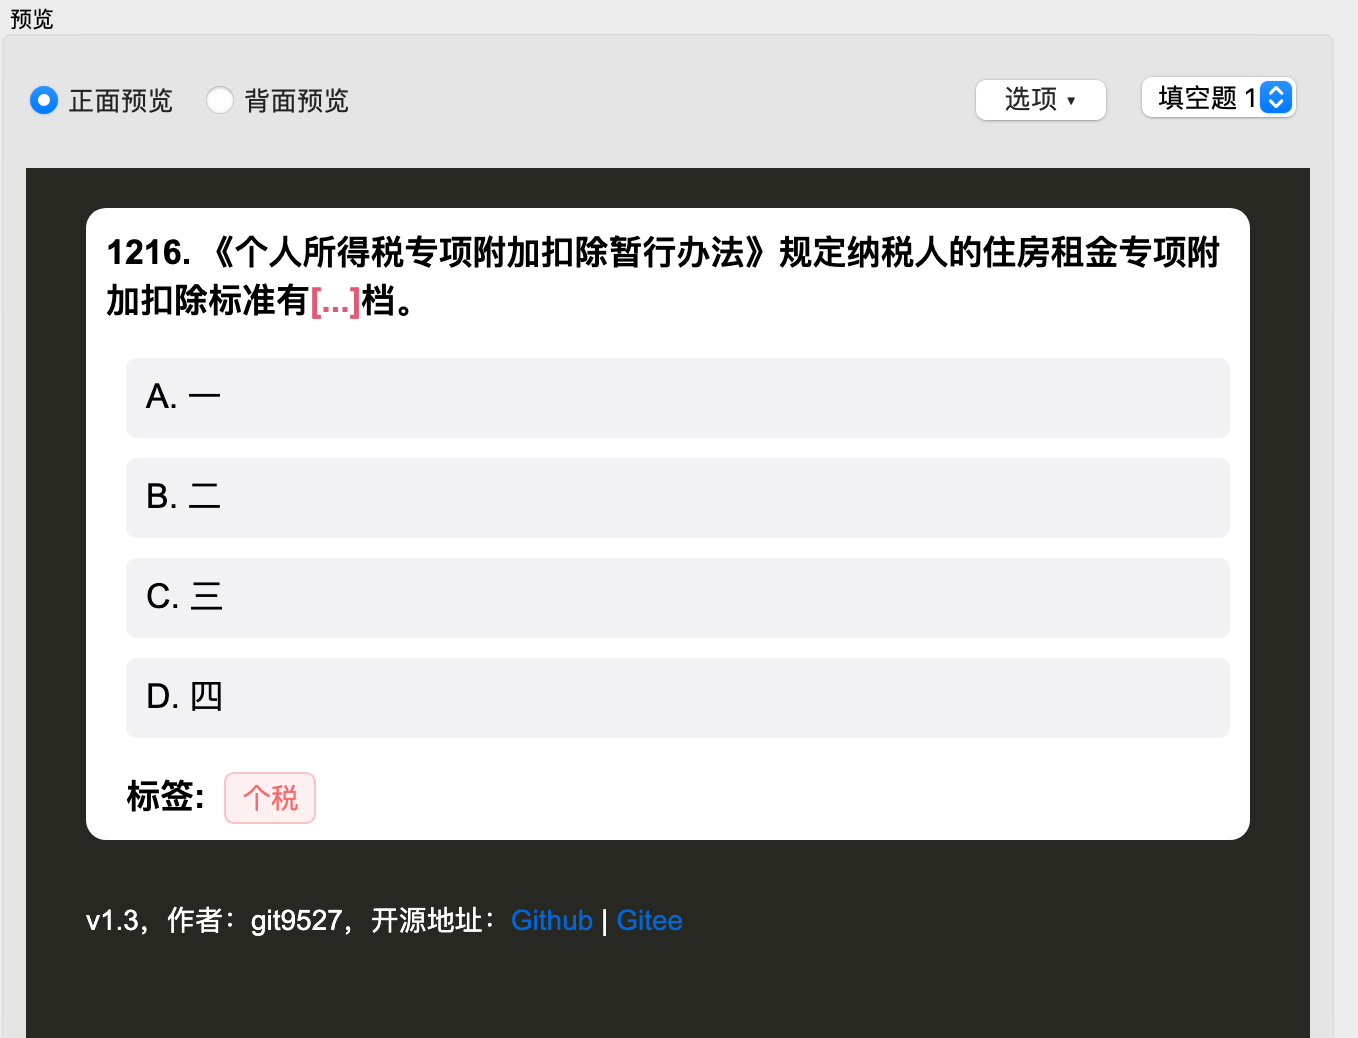 预览
正面预览 背面预览 选项 ▾ 填空题 1
1216.《个人所得税专项附加扣除暂行办法》规定纳税人的住房租金专项附
加扣除标准有[...]档。
A. 一
B. 二
C. 三
D. 四
标签: 个税
v1.3，作者：git9527，开源地址：Github | Gitee